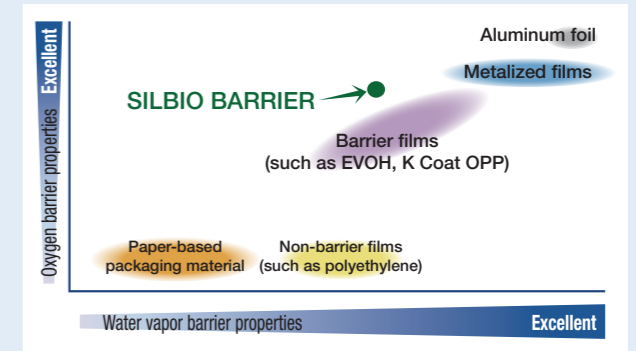 Excellent
Oxygen barrier properties
Aluminum foil
Metalized films
SILBIO BARRIER
Barrier films
(such as EVOH, K Coat OPP)
Paper-based
packaging material
Non-barrier films
(such as polyethylene)
Water vapor barrier properties
Excellent